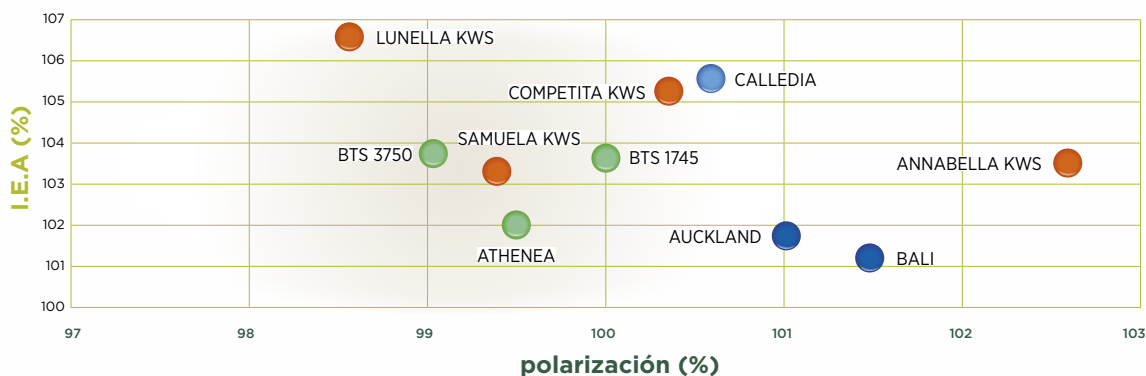 107
LUNELLA KWS
106
CALLEDIA
105
COMPETITA KWS
104
SAMUELA KWS
BTS 3750
BTS 1745
ANNABELLA KWS
103
102
AUCKLAND
ATHENEA
BALI
101
100
I.E.A (%)
97
98
99
100
101
102
103
polarización (%)